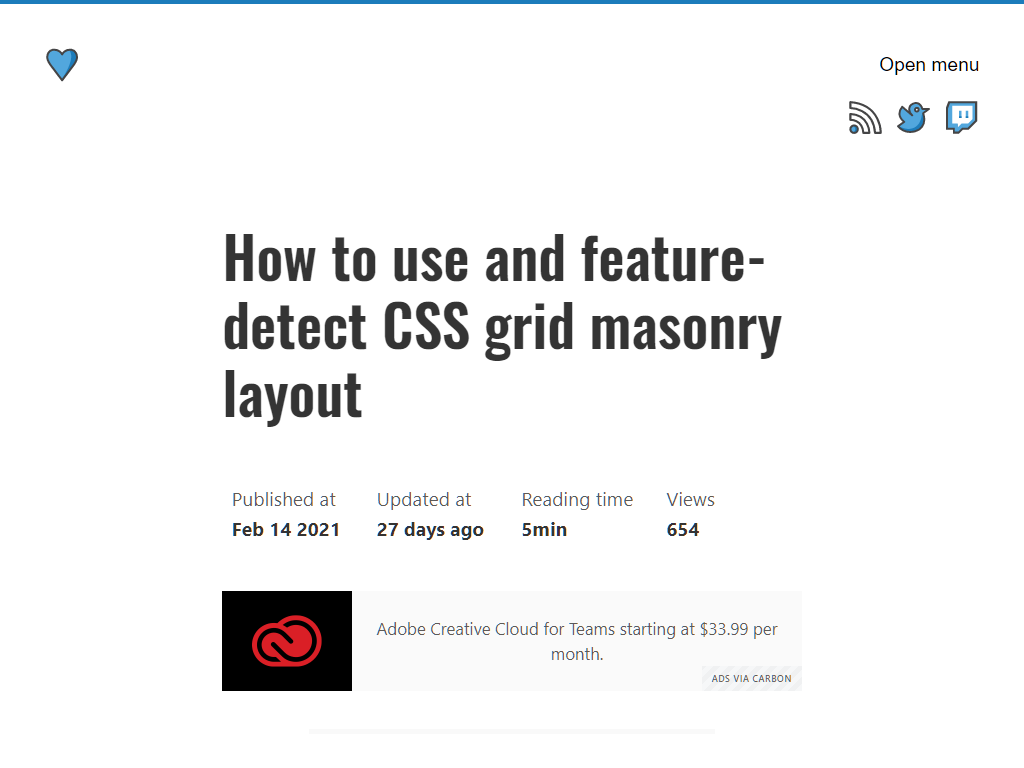 Open menu
How to use and feature-
detect CSS grid masonry
layout
Published at
Feb 14 2021
Updated at
27 days ago
Reading time
5min
Views
654
Adobe Creative Cloud for Teams starting at $33.99 per
month.
ADS VIA CARBON